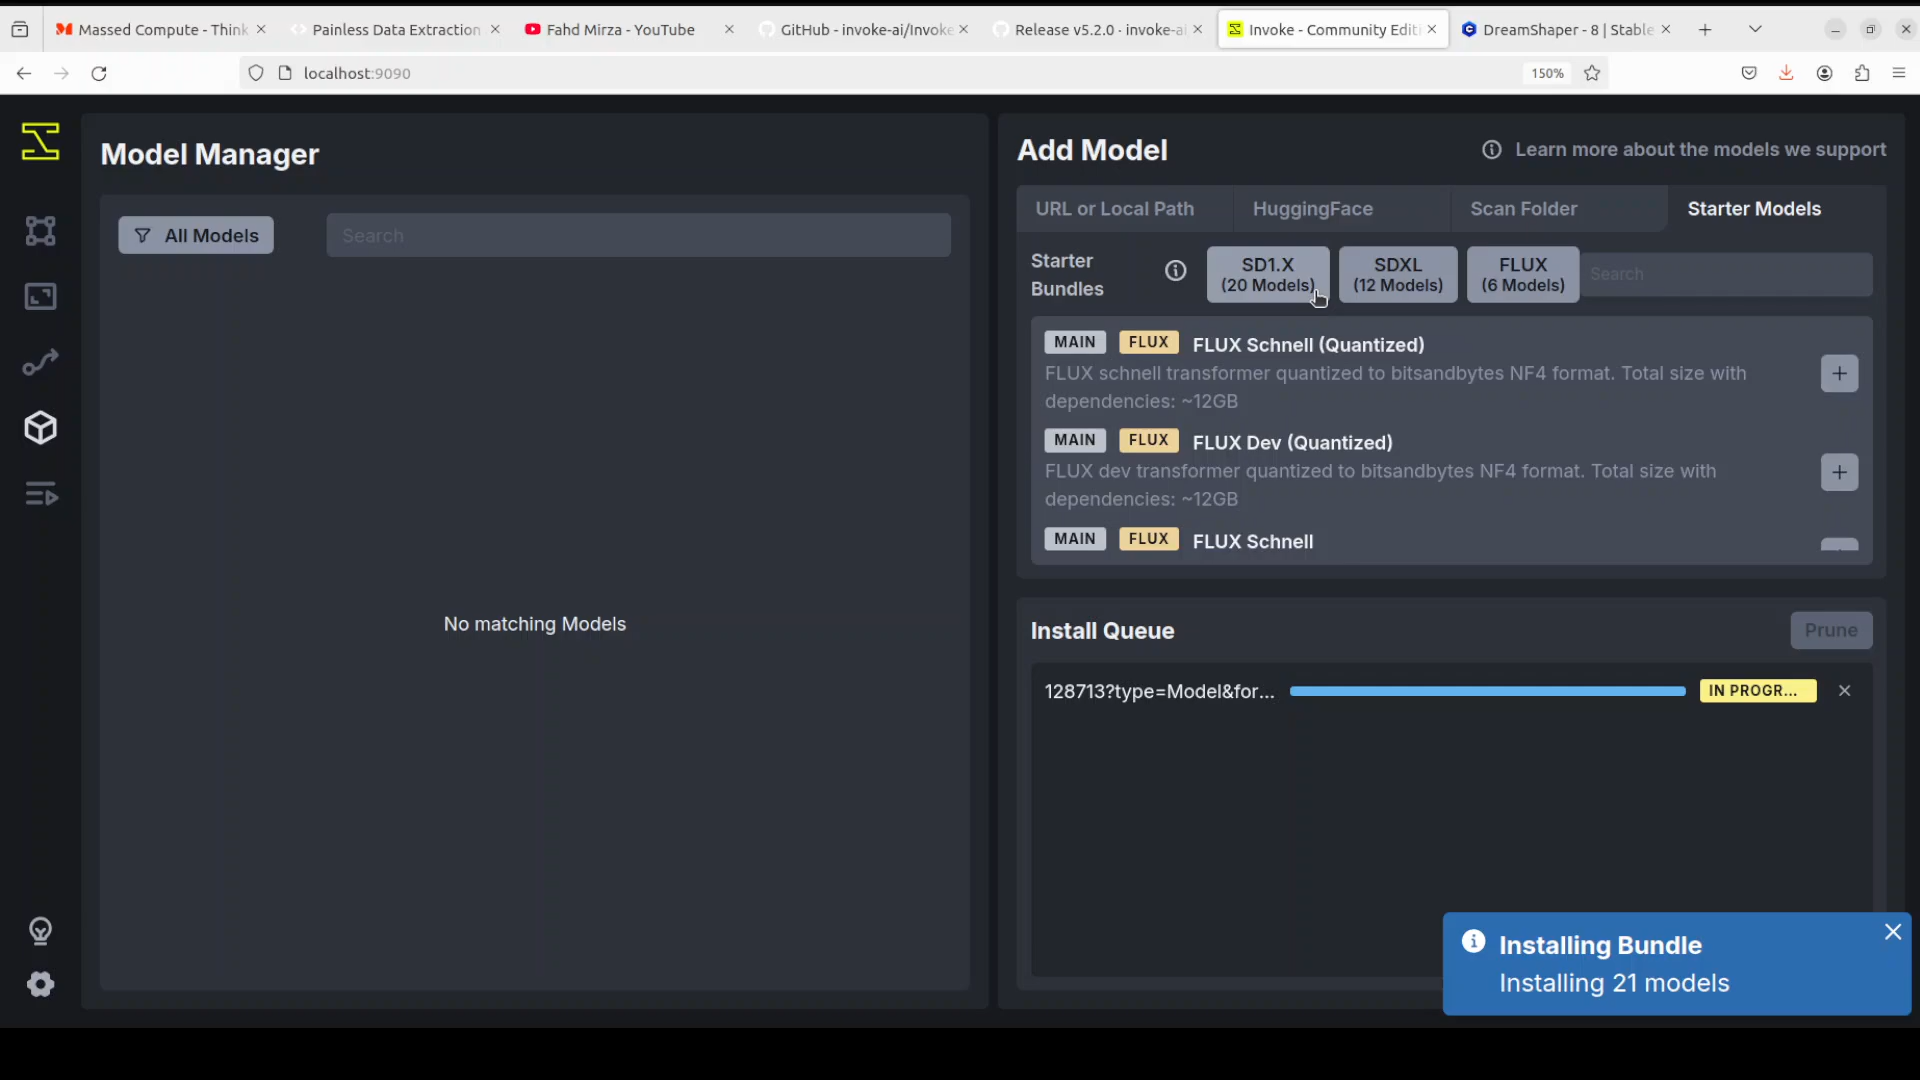 Massed Compute - Think
Painless Data Extraction
Fahd Mirza - YouTube
GitHub - invoke-ai/Invoke
Release v5.2.0 · invoke-ai
Invoke - Community Editi
DreamShaper - 8 | Stable
localhost:9090
150%
Model Manager
All Models
Search
No matching Models
Add Model
Learn more about the models we support
URL or Local Path
HuggingFace
Scan Folder
Starter Models
Starter
Bundles
SD1.X
(20 Models)
SDXL
(12 Models)
FLUX
(6 Models)
Search
MAIN FLUX FLUX Schnell (Quantized)
FLUX schnell transformer quantized to bitsandbytes NF4 format. Total size with
dependencies: ~12GB
MAIN FLUX FLUX Dev (Quantized)
FLUX dev transformer quantized to bitsandbytes NF4 format. Total size with
dependencies: ~12GB
MAIN FLUX FLUX Schnell
Install Queue
Prune
128713?type=Model&for...
IN PROGR...
Installing Bundle
Installing 21 models